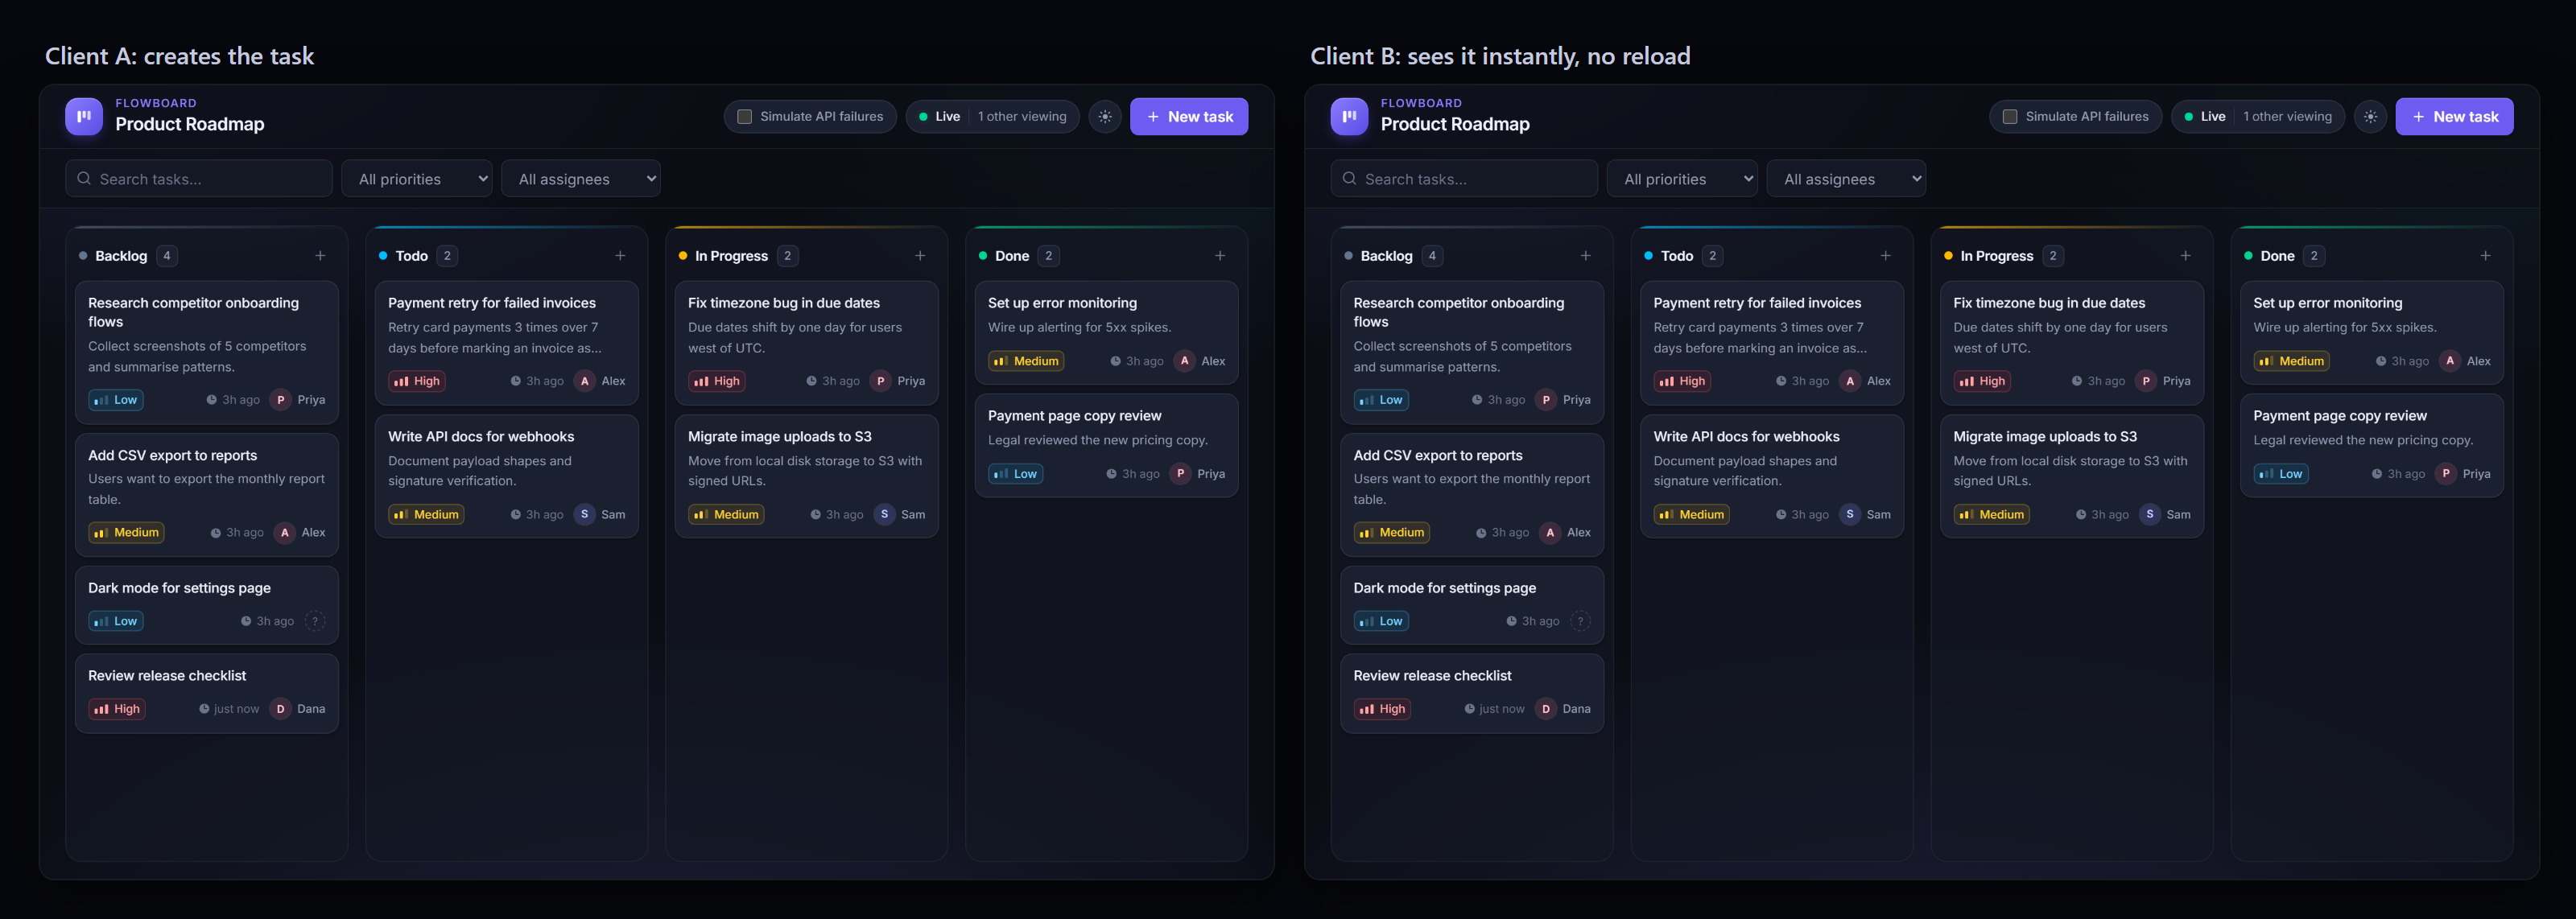 Client A: creates the task
FLOWBOARD
Product Roadmap
Simulate API failures
Live
1 other viewing
+ New task
Search tasks...
All priorities
All assignees
Backlog 4 +
Research competitor onboarding
flows
Collect screenshots of 5 competitors
and summarise patterns.
Low 3h ago P Priya
Add CSV export to reports
Users want to export the monthly report
table.
Medium 3h ago A Alex
Dark mode for settings page
Low 3h ago ?
Review release checklist
High just now D Dana
Todo 2 +
Payment retry for failed invoices
Retry card payments 3 times over 7
days before marking an invoice as...
High 3h ago A Alex
Write API docs for webhooks
Document payload shapes and
signature verification.
Medium 3h ago S Sam
In Progress 2 +
Fix timezone bug in due dates
Due dates shift by one day for users
west of UTC.
High 3h ago P Priya
Migrate image uploads to S3
Move from local disk storage to S3 with
signed URLs.
Medium 3h ago S Sam
Done 2 +
Set up error monitoring
Wire up alerting for 5xx spikes.
Medium 3h ago A Alex
Payment page copy review
Legal reviewed the new pricing copy.
Low 3h ago P Priya
Client B: sees it instantly, no reload
FLOWBOARD
Product Roadmap
Simulate API failures
Live
1 other viewing
+ New task
Search tasks...
All priorities
All assignees
Backlog 4 +
Research competitor onboarding
flows
Collect screenshots of 5 competitors
and summarise patterns.
Low 3h ago P Priya
Add CSV export to reports
Users want to export the monthly report
table.
Medium 3h ago A Alex
Dark mode for settings page
Low 3h ago ?
Review release checklist
High just now D Dana
Todo 2 +
Payment retry for failed invoices
Retry card payments 3 times over 7
days before marking an invoice as...
High 3h ago A Alex
Write API docs for webhooks
Document payload shapes and
signature verification.
Medium 3h ago S Sam
In Progress 2 +
Fix timezone bug in due dates
Due dates shift by one day for users
west of UTC.
High 3h ago P Priya
Migrate image uploads to S3
Move from local disk storage to S3 with
signed URLs.
Medium 3h ago S Sam
Done 2 +
Set up error monitoring
Wire up alerting for 5xx spikes.
Medium 3h ago A Alex
Payment page copy review
Legal reviewed the new pricing copy.
Low 3h ago P Priya